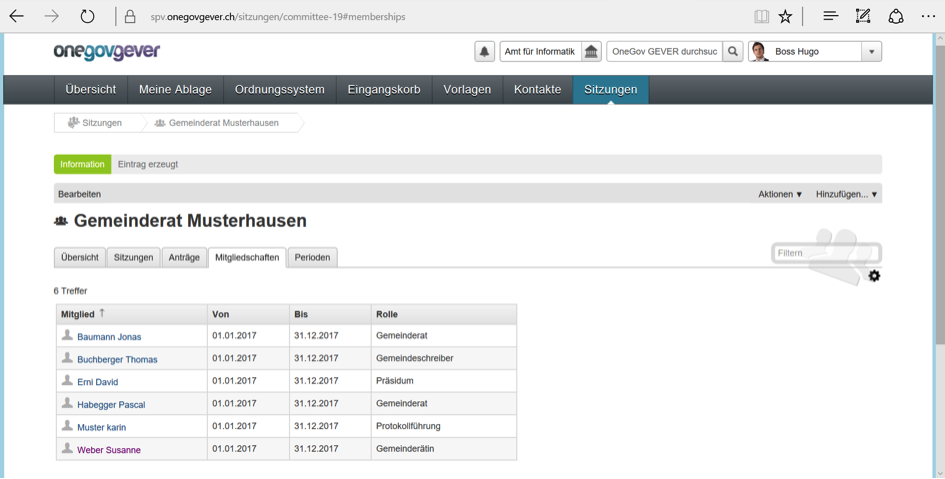 spv.onegovgever.ch/sitzungen/committee-19#memberships
onegovgever
Amt für Informatik
OneGov GEVER durchsuc
Boss Hugo
Übersicht Meine Ablage Ordnungssystem Eingangskorb Vorlagen Kontakte Sitzungen
Sitzungen Gemeinderat Musterhausen
Information Eintrag erzeugt
Bearbeiten Aktionen ▼ Hinzufügen... ▼
Gemeinderat Musterhausen
Übersicht Sitzungen Anträge Mitgliedschaften Perioden Filtern
6 Treffer
Mitglied ↑ Von Bis Rolle
Baumann Jonas 01.01.2017 31.12.2017 Gemeinderat
Buchberger Thomas 01.01.2017 31.12.2017 Gemeindeschreiber
Erni David 01.01.2017 31.12.2017 Präsidum
Habegger Pascal 01.01.2017 31.12.2017 Gemeinderat
Muster karin 01.01.2017 31.12.2017 Protokollführung
Weber Susanne 01.01.2017 31.12.2017 Gemeinderätin